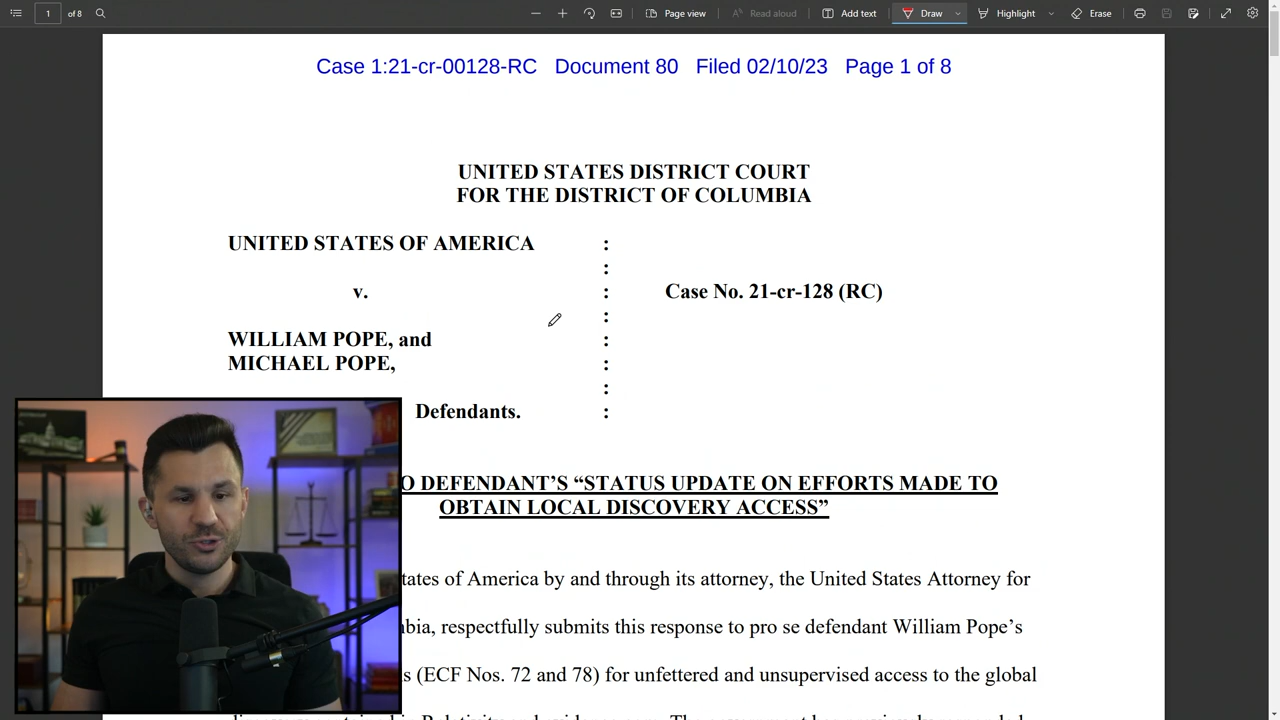 1 of 8
Page view
Read aloud
Add text
Draw
Highlight
Erase
Case 1:21-cr-00128-RC Document 80 Filed 02/10/23 Page 1 of 8
UNITED STATES DISTRICT COURT
FOR THE DISTRICT OF COLUMBIA
UNITED STATES OF AMERICA :
:
v. : Case No. 21-cr-128 (RC)
:
WILLIAM POPE, and :
MICHAEL POPE, :
:
Defendants. :
O DEFENDANT’S “STATUS UPDATE ON EFFORTS MADE TO
OBTAIN LOCAL DISCOVERY ACCESS”
tates of America by and through its attorney, the United States Attorney for
bia, respectfully submits this response to pro se defendant William Pope’s
s (ECF Nos. 72 and 78) for unfettered and unsupervised access to the global